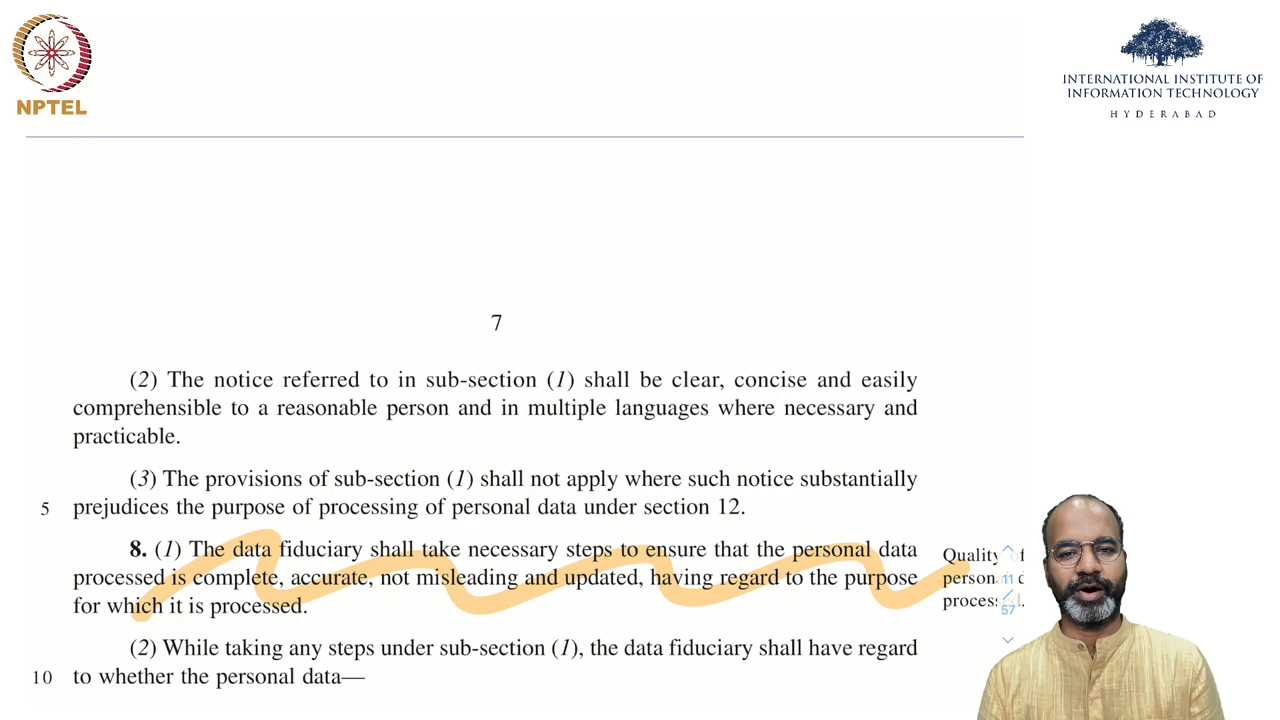 NPTEL
INTERNATIONAL INSTITUTE OF
INFORMATION TECHNOLOGY
HYDERABAD
7
(2) The notice referred to in sub-section (1) shall be clear, concise and easily
comprehensible to a reasonable person and in multiple languages where necessary and
practicable.
(3) The provisions of sub-section (1) shall not apply where such notice substantially
5 prejudices the purpose of processing of personal data under section 12.
8. (1) The data fiduciary shall take necessary steps to ensure that the personal data
processed is complete, accurate, not misleading and updated, having regard to the purpose
for which it is processed.
Quality of
personal d
processed.
11
/
57
(2) While taking any steps under sub-section (1), the data fiduciary shall have regard
10 to whether the personal data—